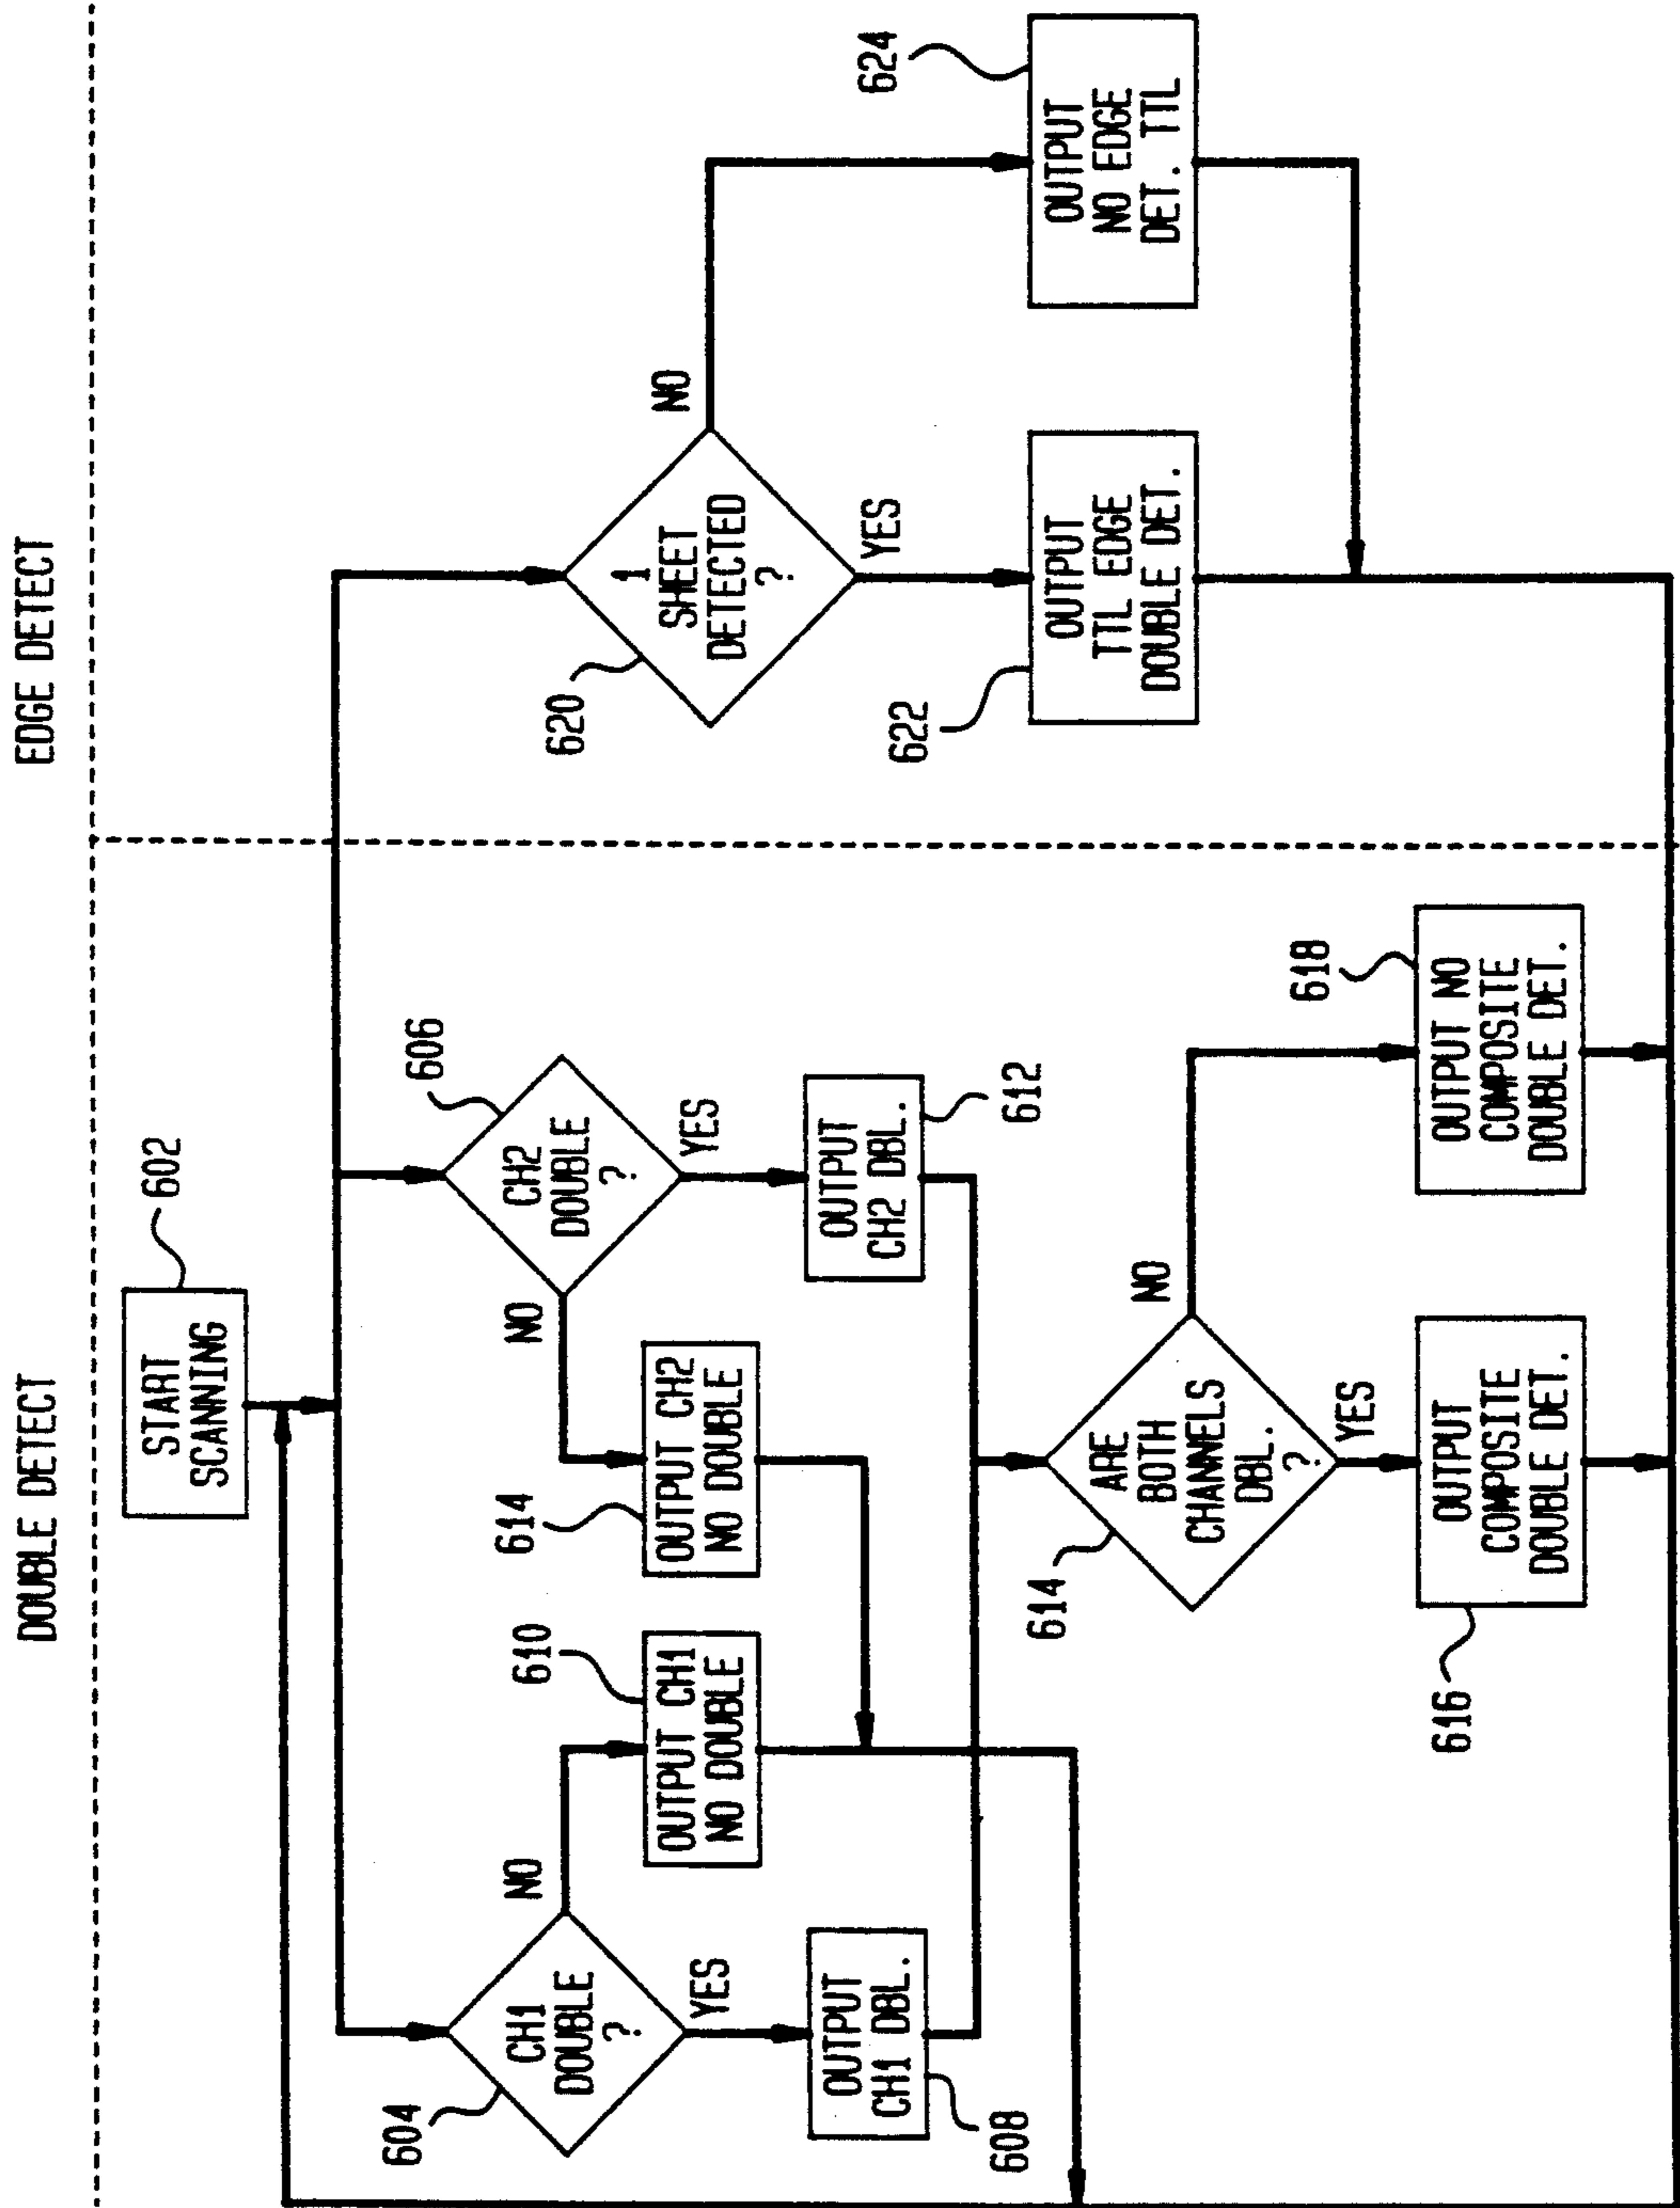 DOUBLE DETECT
EDGE DETECT
START
SCANNING
602
CH1
DOUBLE
?
604
NO
YES
OUTPUT CH1
NO DOUBLE
610
OUTPUT CH2
NO DOUBLE
614
CH2
DOUBLE
?
606
NO
YES
OUTPUT
CH1 DBL.
608
OUTPUT
CH2 DBL.
612
ARE
BOTH
CHANNELS
DBL.
?
614
NO
YES
OUTPUT
COMPOSITE
DOUBLE DET.
616
OUTPUT NO
COMPOSITE
DOUBLE DET.
618
1
SHEET
DETECTED
?
620
NO
YES
OUTPUT
TTL EDGE
DOUBLE DET.
622
OUTPUT
NO EDGE
DET. TTL
624